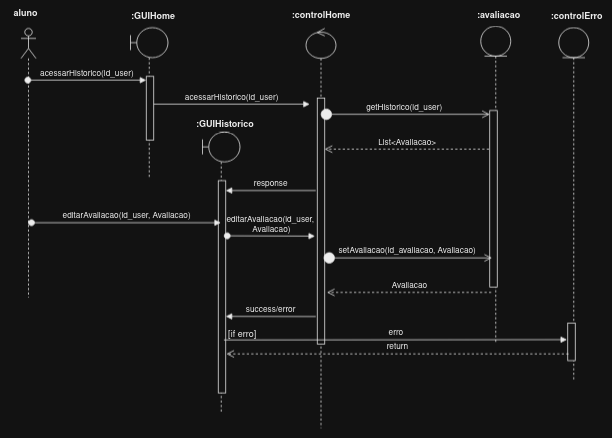 aluno
:GUIHome
:controlHome
:avaliacao
:controlErro
acessarHistorico(id_user)
acessarHistorico(id_user)
getHistorico(id_user)
:GUIHistorico
List<Avaliacao>
response
editarAvaliacao(id_user, Avaliacao)
editarAvaliacao(id_user,
Avaliacao)
setAvaliacao(id_avaliacao, Avaliacao)
Avaliacao
success/error
[if erro]
erro
return